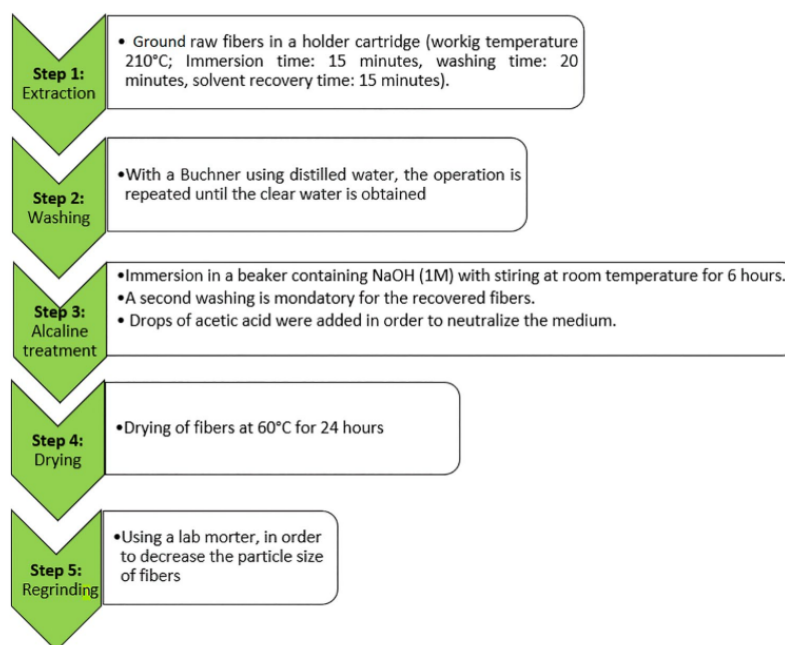 Step 1:
Extraction
• Ground raw fibers in a holder cartridge (workig temperature
210°C; Immersion time: 15 minutes, washing time: 20
minutes, solvent recovery time: 15 minutes).
Step 2:
Washing
•With a Buchner using distilled water, the operation is
repeated until the clear water is obtained
Step 3:
Alcaline
treatment
•Immersion in a beaker containing NaOH (1M) with stiring at room temperature for 6 hours.
•A second washing is mandatory for the recovered fibers.
• Drops of acetic acid were added in order to neutralize the medium.
Step 4:
Drying
•Drying of fibers at 60°C for 24 hours
Step 5:
Regrinding
•Using a lab morter, in order
to decrease the particle size
of fibers